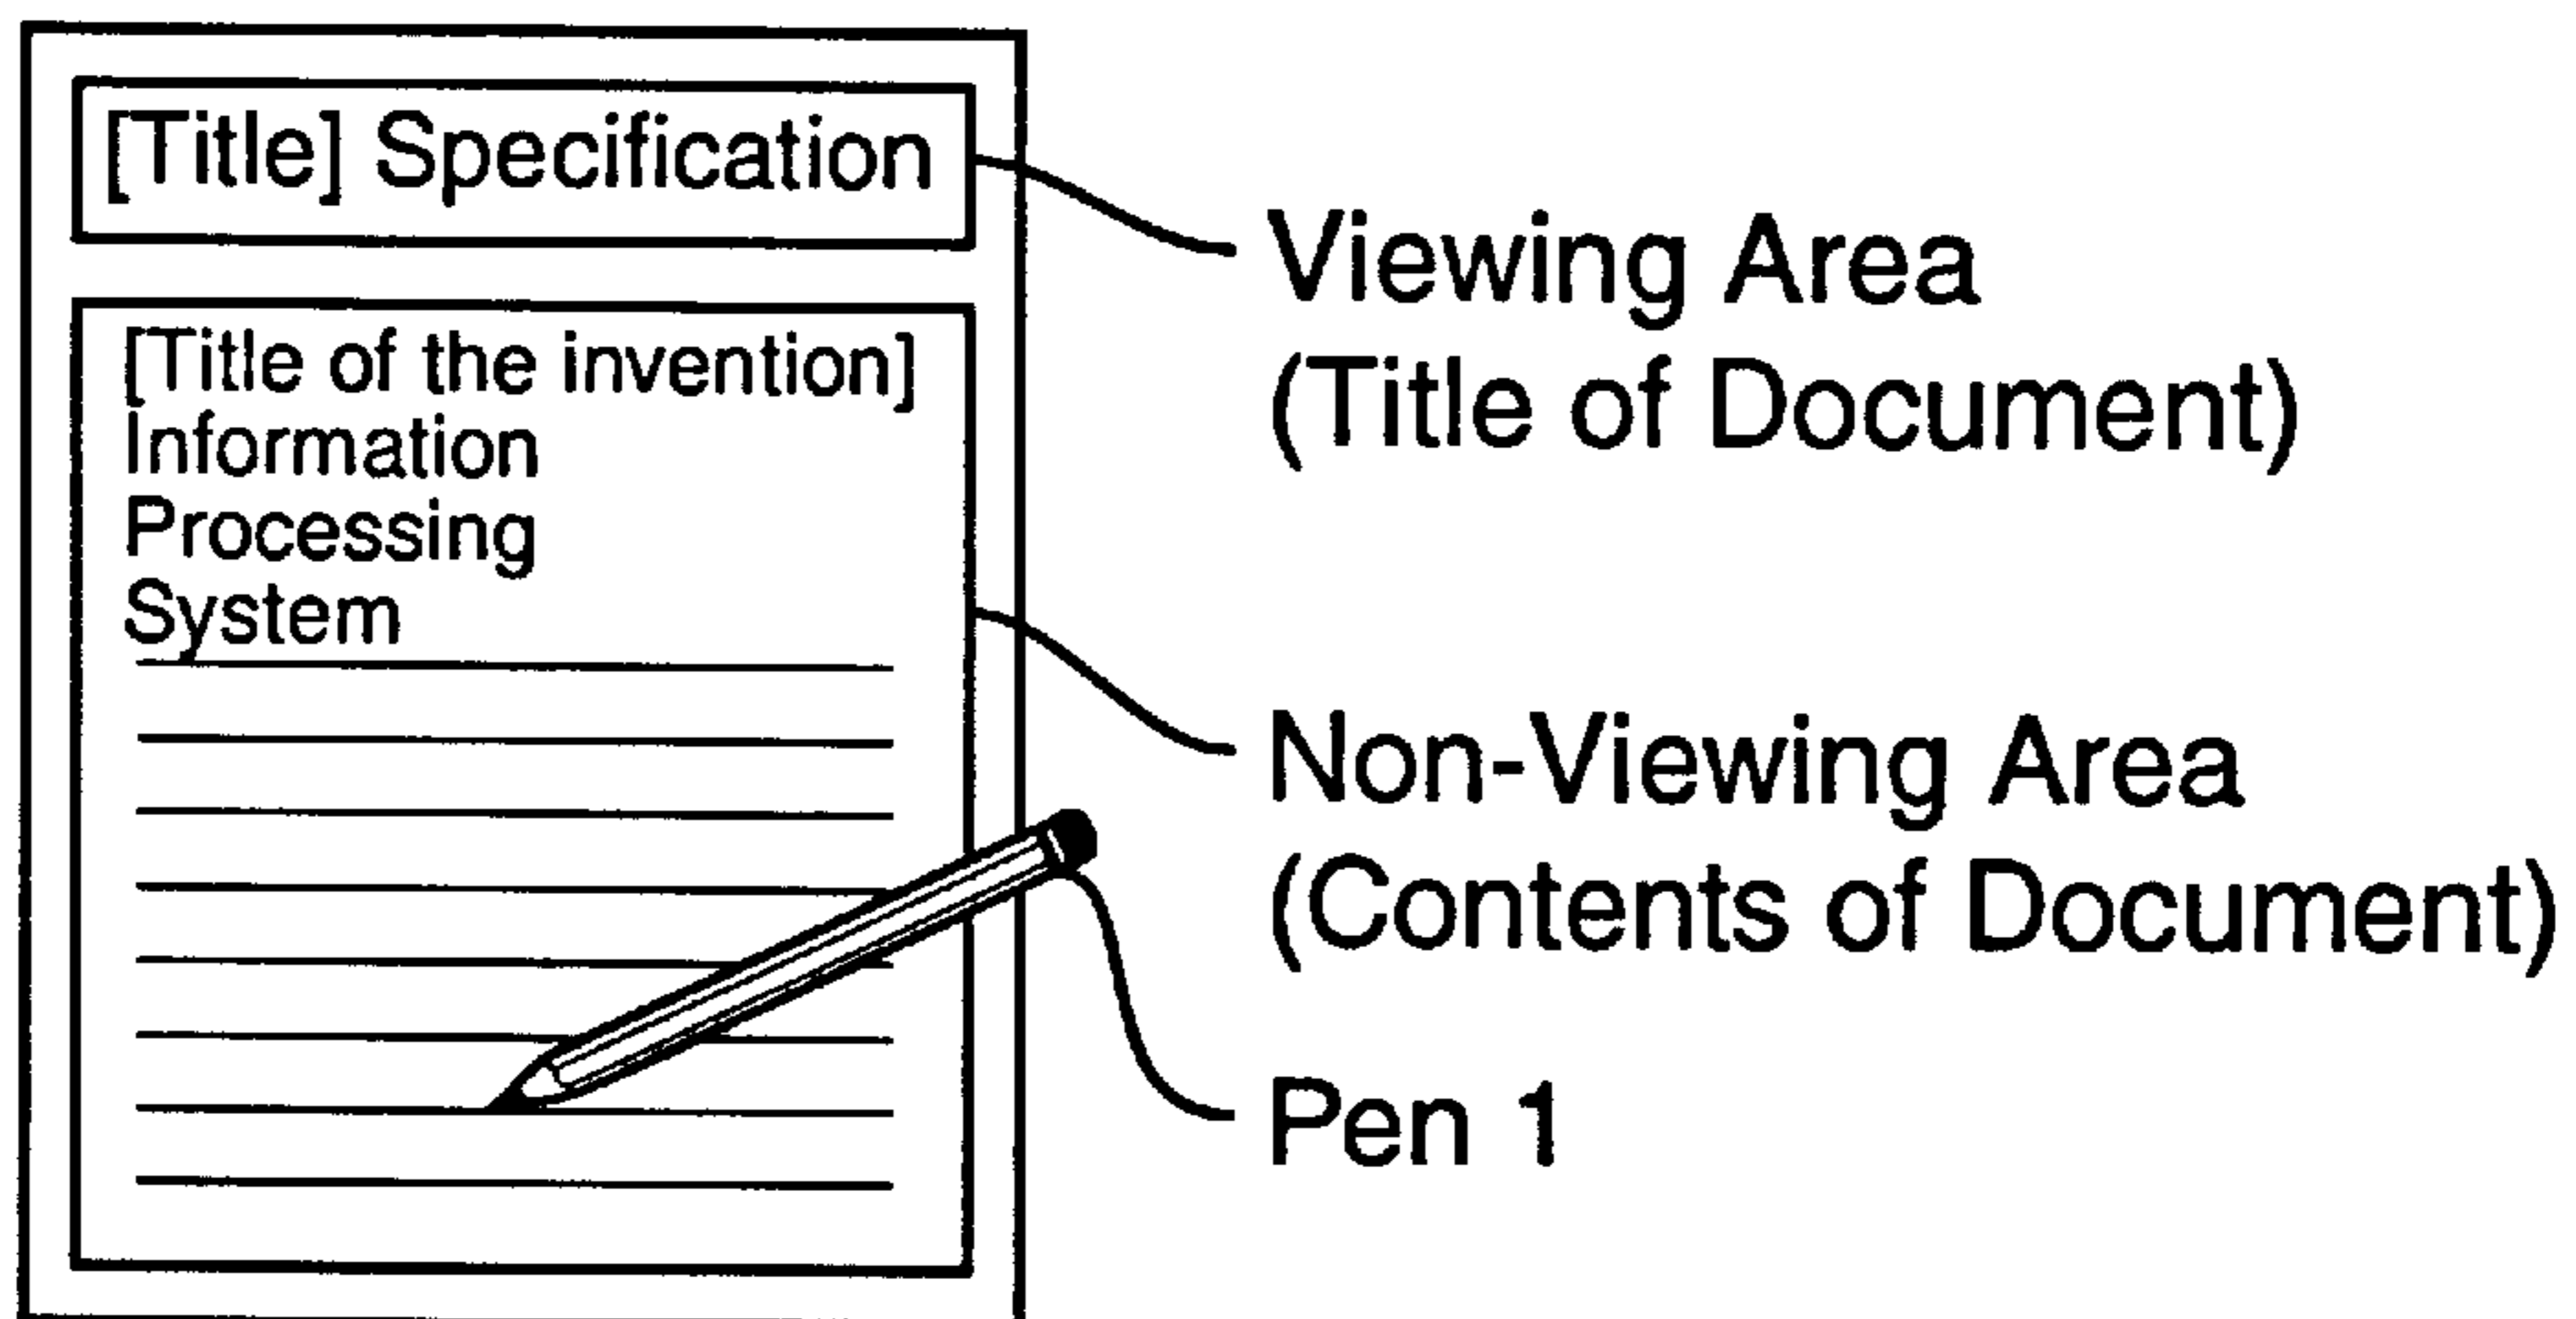 [Title] Specification
[Title of the invention]
Information
Processing
System
Viewing Area
(Title of Document)
Non-Viewing Area
(Contents of Document)
Pen 1